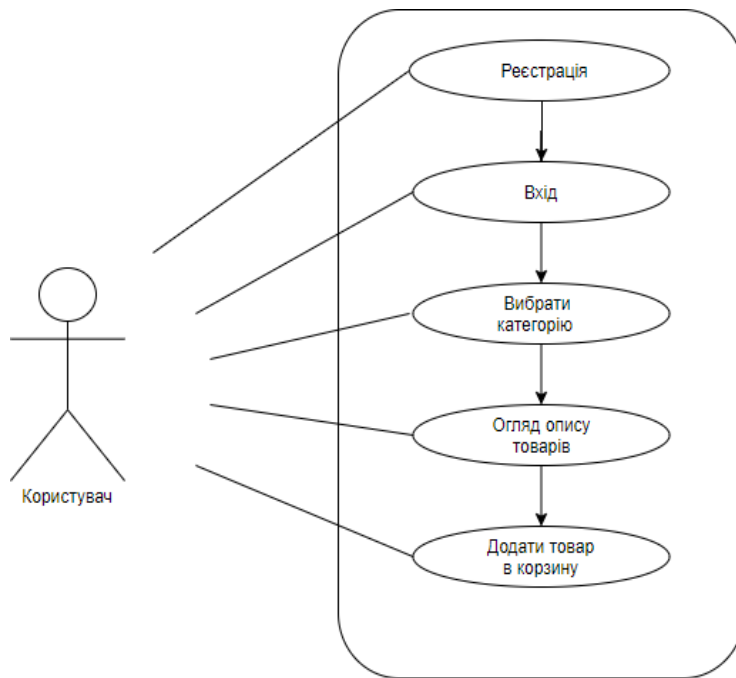 Реєстрація
Вхід
Вибрати
категорію
Огляд опису
товарів
Користувач
Додати товар
в корзину